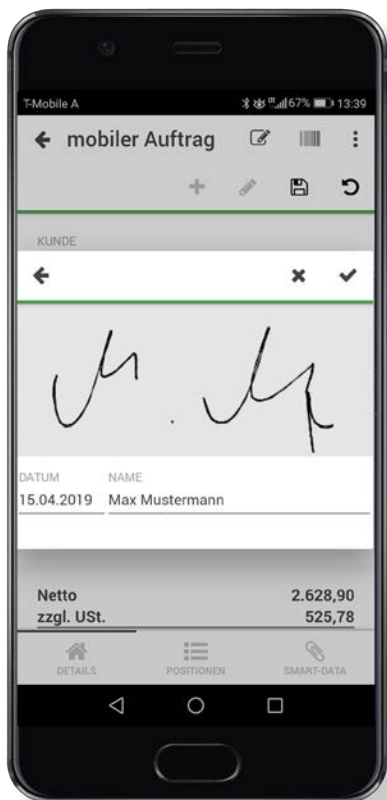 T-Mobile A 67% 13:39
mobiler Auftrag
KUNDE
DATUM NAME
15.04.2019 Max Mustermann
Netto 2.628,90
zzgl. USt. 525,78
DETAILS POSITIONEN SMART-DATA